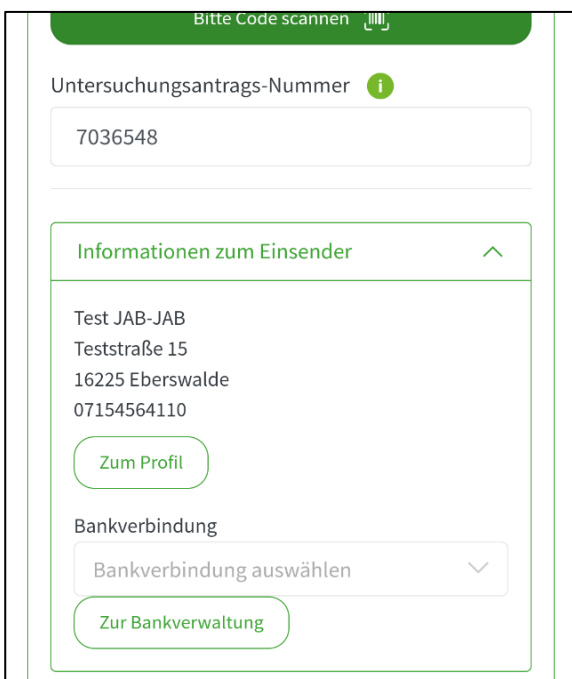 Bitte Code scannen
Untersuchungsantrags-Nummer i
7036548
Informationen zum Einsender
Test JAB-JAB
Teststraße 15
16225 Eberswalde
07154564110
Zum Profil
Bankverbindung
Bankverbindung auswählen
Zur Bankverwaltung